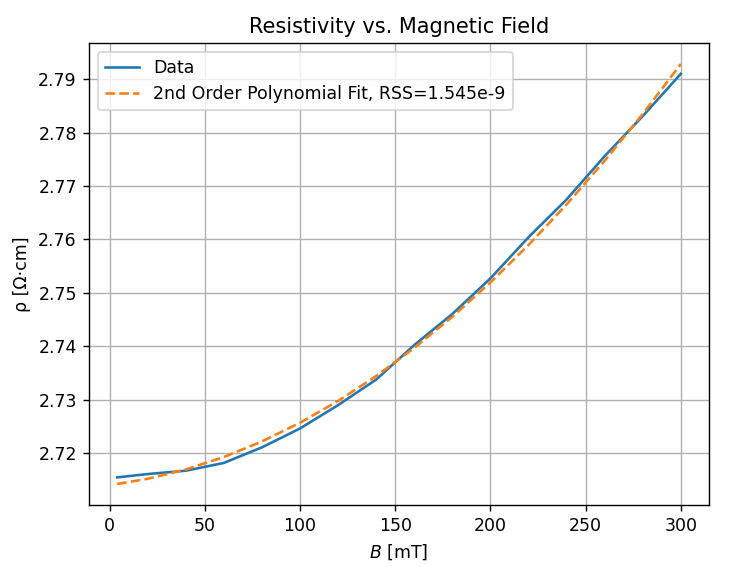 Resistivity vs. Magnetic Field
Data
2nd Order Polynomial Fit, RSS=1.545e-9
ρ [Ω·cm]
2.79
2.78
2.77
2.76
2.75
2.74
2.73
2.72
0 50 100 150 200 250 300
B [mT]